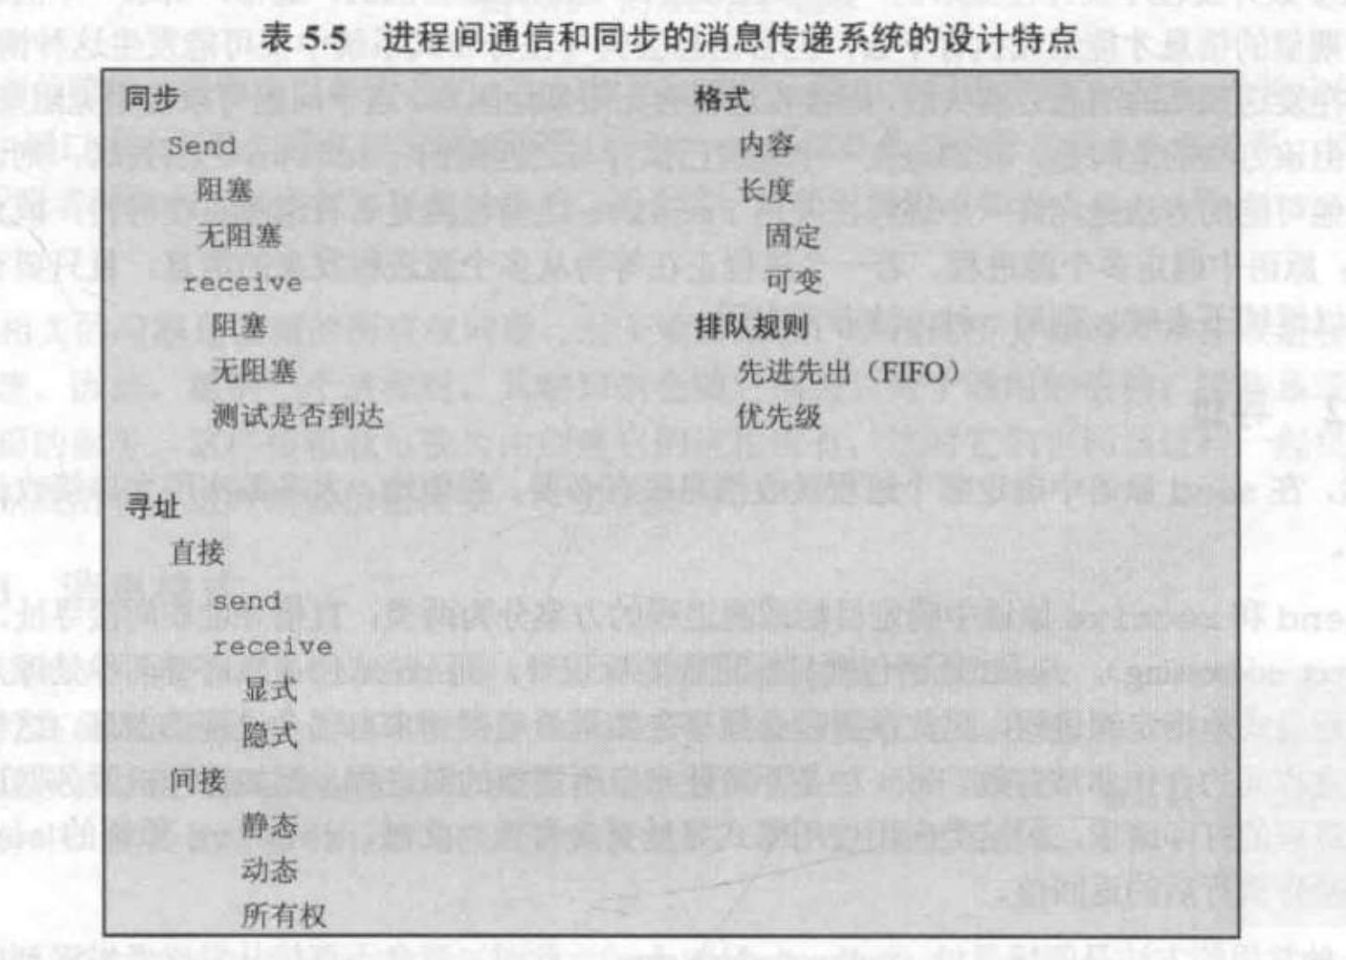 表 5.5 进程间通信和同步的消息传递系统的设计特点
同步
Send
阻塞
无阻塞
receive
阻塞
无阻塞
测试是否到达
寻址
直接
send
receive
显式
隐式
间接
静态
动态
所有权
格式
内容
长度
固定
可变
排队规则
先进先出（FIFO）
优先级